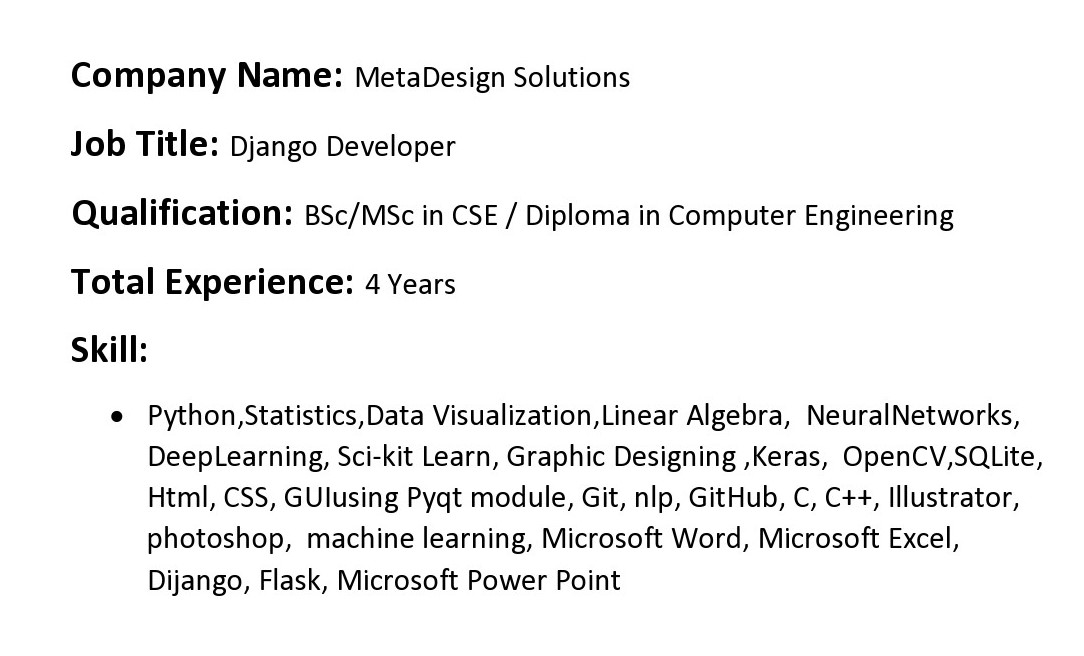 Company Name: MetaDesign Solutions
Job Title: Django Developer
Qualification: BSc/MSc in CSE / Diploma in Computer Engineering
Total Experience: 4 Years
Skill:
• Python,Statistics,Data Visualization,Linear Algebra,  NeuralNetworks,
DeepLearning, Sci-kit Learn, Graphic Designing ,Keras,  OpenCV,SQLite,
Html, CSS, GUIusing Pyqt module, Git, nlp, GitHub, C, C++, Illustrator,
photoshop,  machine learning, Microsoft Word, Microsoft Excel,
Dijango, Flask, Microsoft Power Point